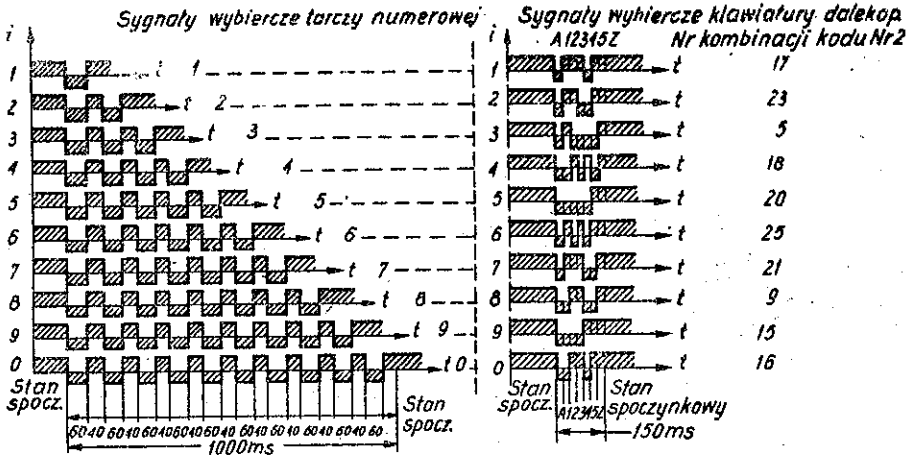 Sygnały wybiercze tarczy numerowej
Sygnały wybiercze klawiatury dalekop.
i
i
A12345Z
Nr kombinacji kodu Nr2
1 t 1 1 t 17
2 t 2 2 t 23
3 t 3 3 t 5
4 t 4 4 t 18
5 t 5 5 t 20
6 t 6 6 t 25
7 t 7 7 t 21
8 t 8 8 t 9
9 t 9 9 t 15
0 t 0 0 t 16
Stan
spocz.
Stan
spocz.
Stan
spocz.
A12345Z
Stan
spoczynkowy
60 40 60 40 60 40 60 40 60 40 60 40 60 40 60 40 60 40 60
1000ms
150ms